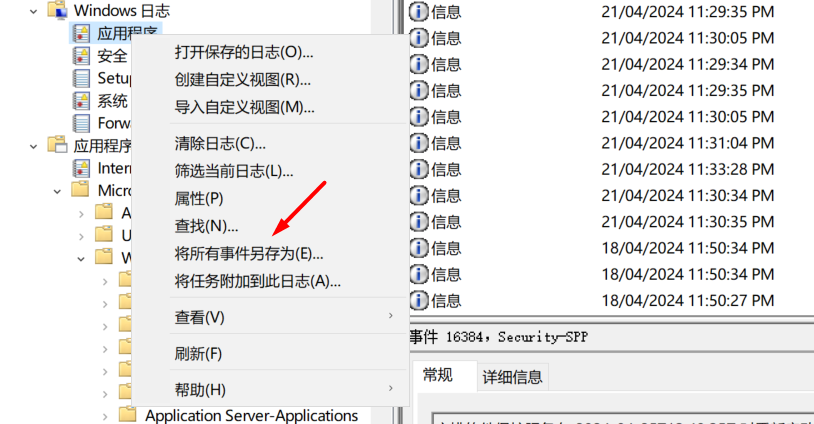 Windows 日志
应用程序
安全
Setup
系统
Forw
应用程序
Interr
Micro
A
U
W
Application Server-Applications
打开保存的日志(O)...
创建自定义视图(R)...
导入自定义视图(M)...
清除日志(C)...
筛选当前日志(L)...
属性(P)
查找(N)...
将所有事件另存为(E)...
将任务附加到此日志(A)...
查看(V)
刷新(F)
帮助(H)
信息 21/04/2024 11:29:35 PM
信息 21/04/2024 11:30:05 PM
信息 21/04/2024 11:29:34 PM
信息 21/04/2024 11:29:35 PM
信息 21/04/2024 11:30:05 PM
信息 21/04/2024 11:31:04 PM
信息 21/04/2024 11:33:28 PM
信息 21/04/2024 11:30:34 PM
信息 21/04/2024 11:30:35 PM
信息 18/04/2024 11:50:34 PM
信息 18/04/2024 11:50:34 PM
信息 18/04/2024 11:50:27 PM
事件 16384，Security-SPP
常规 详细信息